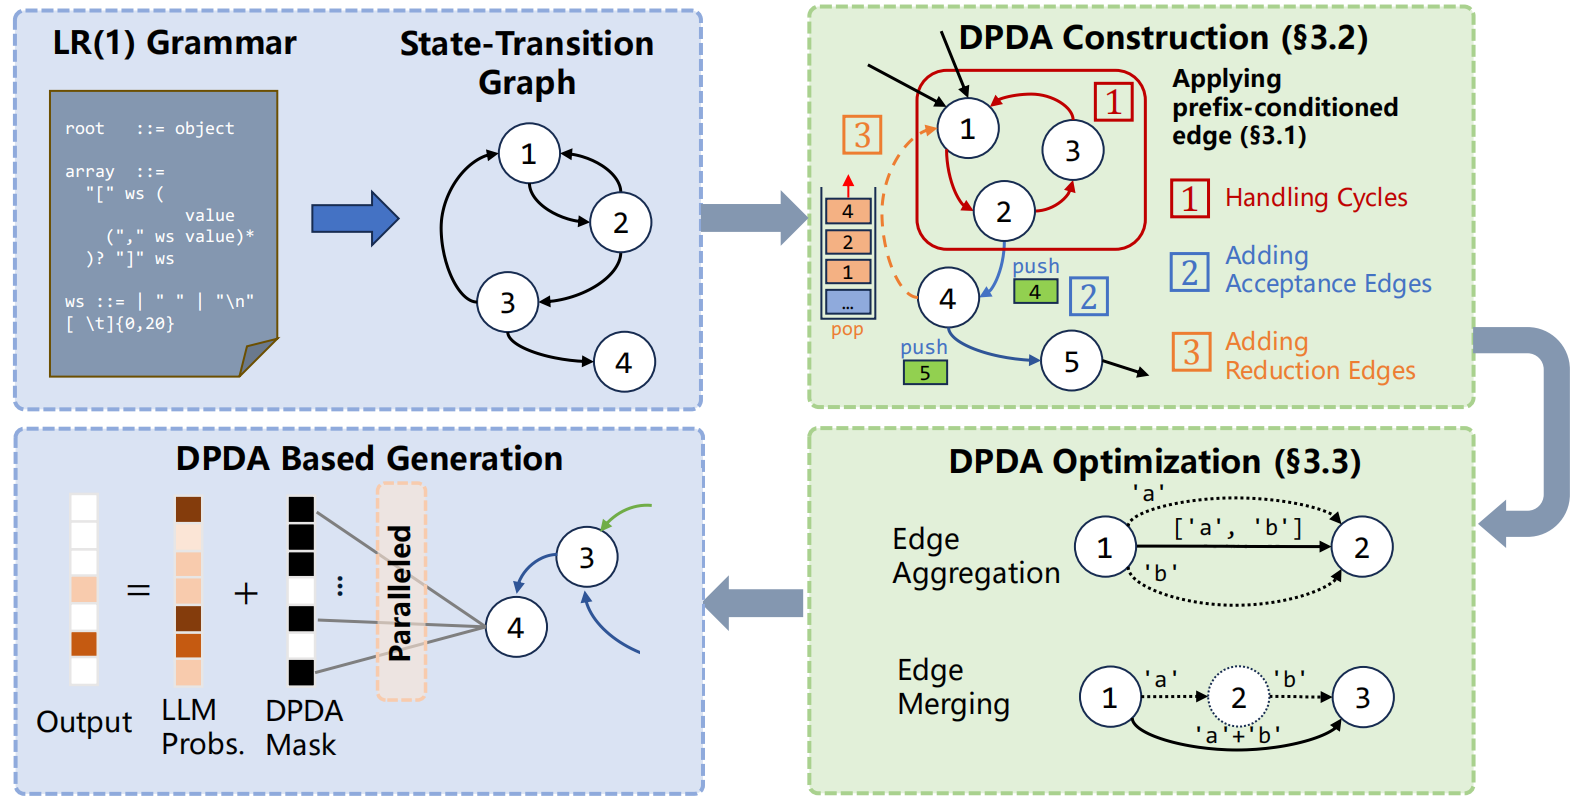 LR(1) Grammar
root ::= object
array ::=
"[" ws (
value
("," ws value)*
)? "]" ws
ws ::= | " " | "\n"
[ \t]{0,20}
State-Transition
Graph
1
2
3
4
DPDA Construction (§3.2)
Applying
prefix-conditioned
edge (§3.1)
1
1
3
2
3
4
2
1
...
pop
4
push
4
2
push
5
5
1
Handling Cycles
2
Adding
Acceptance Edges
3
Adding
Reduction Edges
DPDA Based Generation
=
+
...
Paralleled
3
4
Output
LLM
Probs.
DPDA
Mask
DPDA Optimization (§3.3)
Edge
Aggregation
'a'
1
['a', 'b']
2
'b'
Edge
Merging
1
'a'
2
'b'
3
'a'+'b'